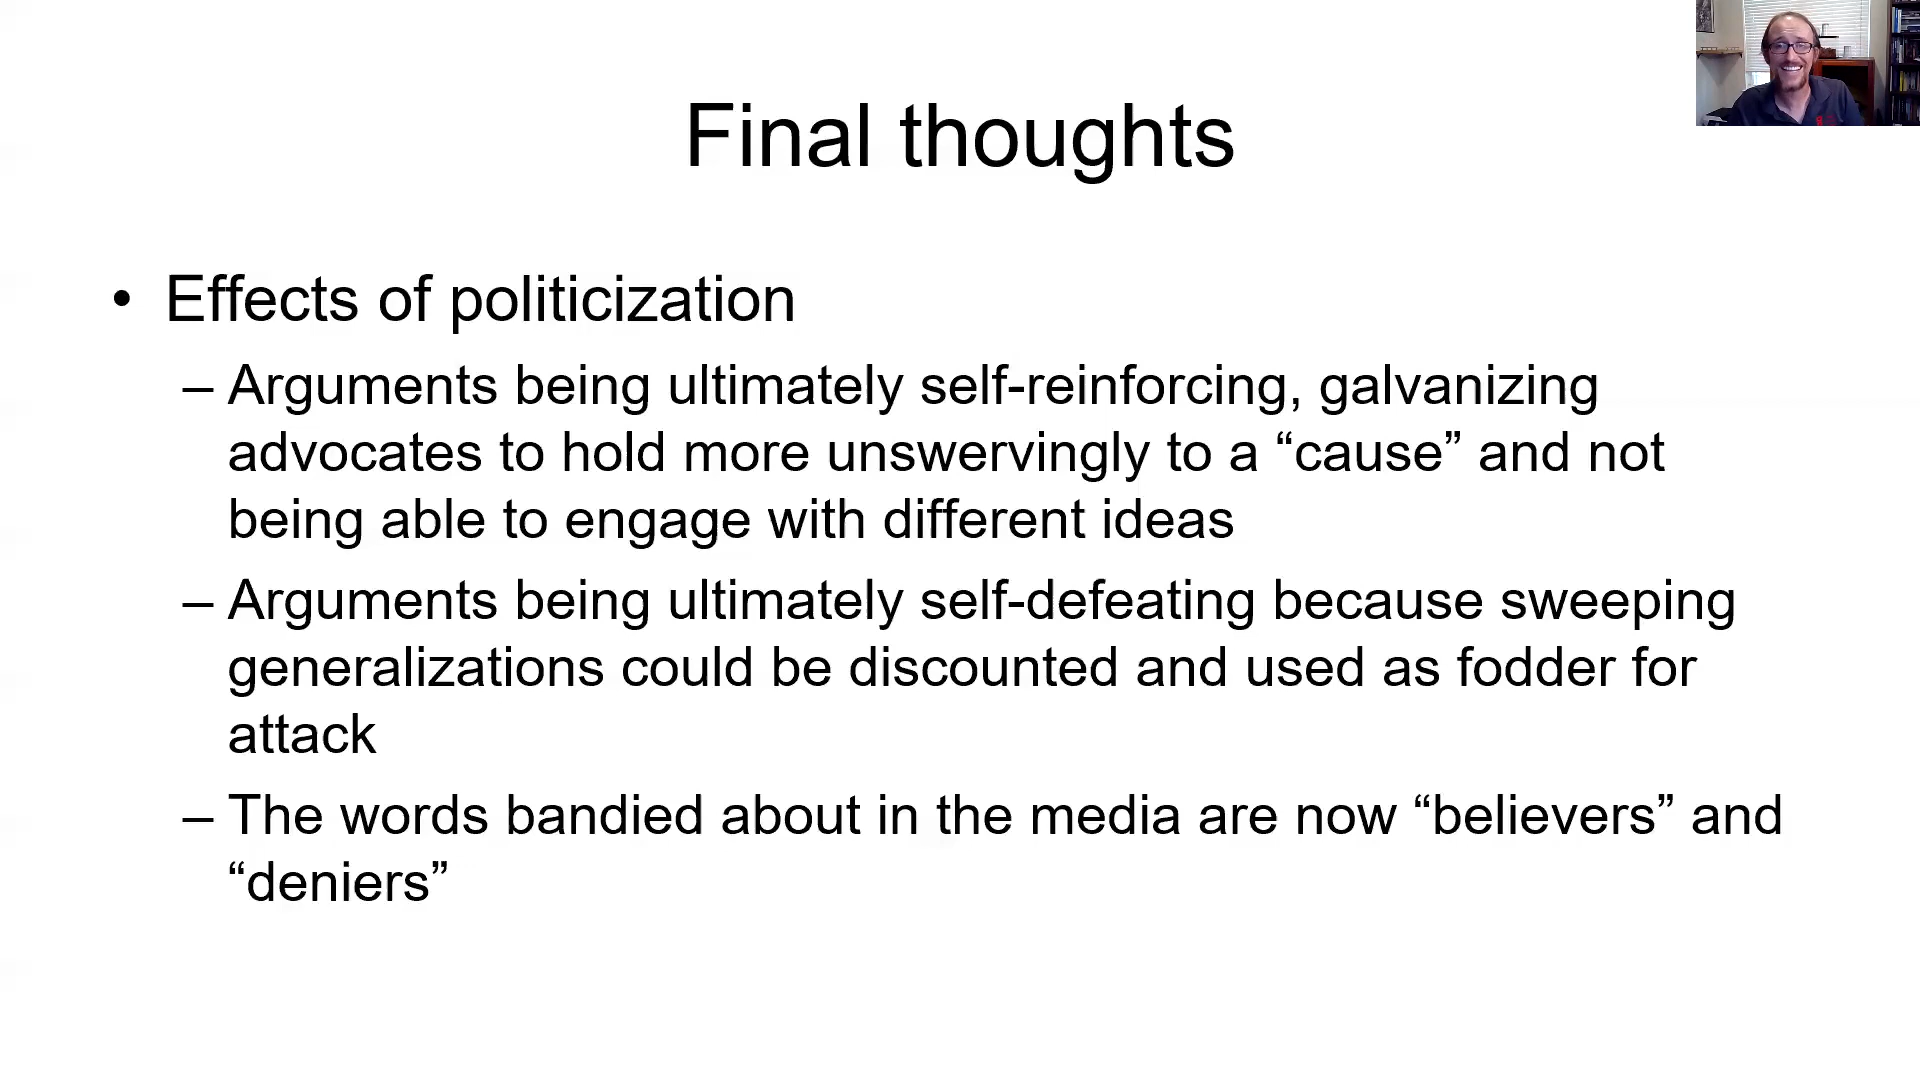 Final thoughts
• Effects of politicization
– Arguments being ultimately self-reinforcing, galvanizing
advocates to hold more unswervingly to a “cause” and not
being able to engage with different ideas
– Arguments being ultimately self-defeating because sweeping
generalizations could be discounted and used as fodder for
attack
– The words bandied about in the media are now “believers” and
“deniers”